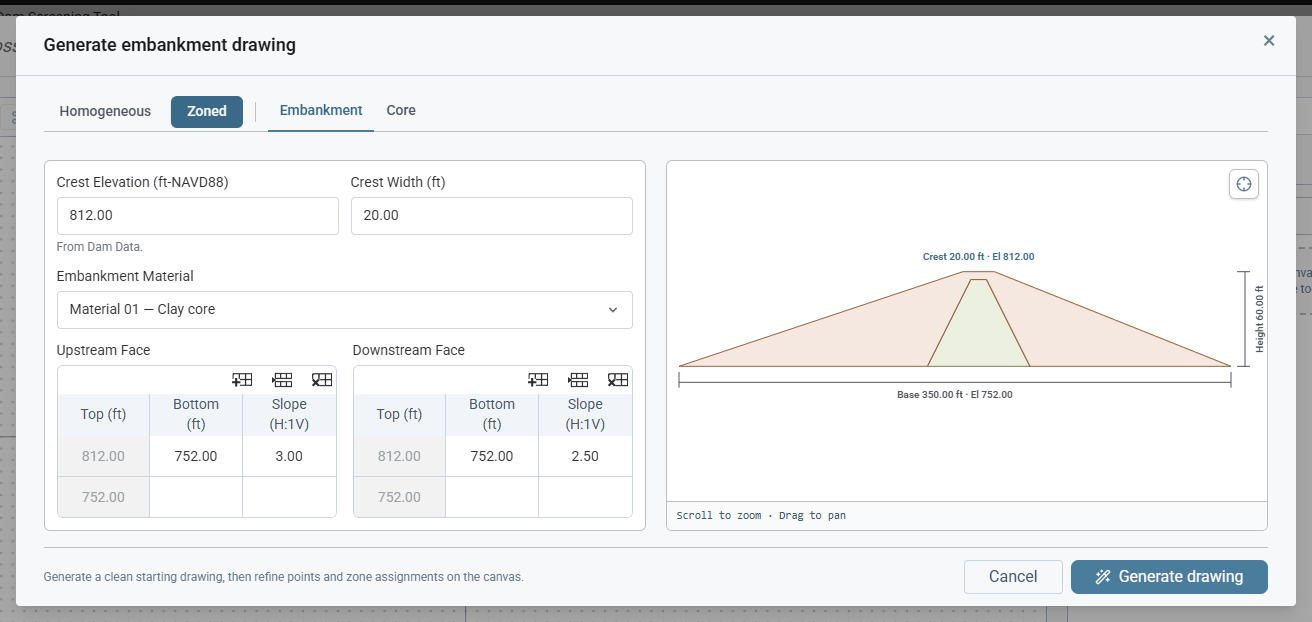 Dam Screening Tool
Generate embankment drawing
Homogeneous
Zoned
Embankment
Core
Crest Elevation (ft-NAVD88)
Crest Width (ft)
812.00
20.00
From Dam Data.
Embankment Material
Material 01 — Clay core
Upstream Face
Top (ft)
Bottom
(ft)
Slope
(H:1V)
812.00
752.00
3.00
752.00
Downstream Face
Top (ft)
Bottom
(ft)
Slope
(H:1V)
812.00
752.00
2.50
752.00
Crest 20.00 ft · El 812.00
Height 60.00 ft
Base 350.00 ft · El 752.00
Scroll to zoom · Drag to pan
Generate a clean starting drawing, then refine points and zone assignments on the canvas.
Cancel
Generate drawing